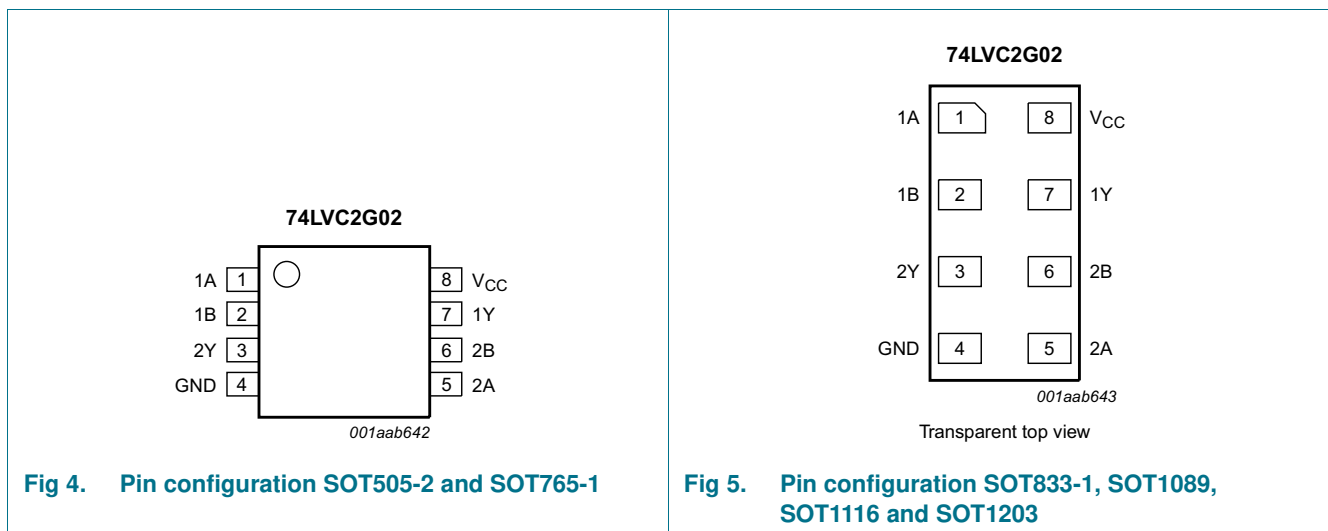 74LVC2G02
1A 1 8 VCC
1B 2 7 1Y
2Y 3 6 2B
GND 4 5 2A
001aab642
Fig 4. Pin configuration SOT505-2 and SOT765-1
74LVC2G02
1A 1 8 VCC
1B 2 7 1Y
2Y 3 6 2B
GND 4 5 2A
001aab643
Transparent top view
Fig 5. Pin configuration SOT833-1, SOT1089,
SOT1116 and SOT1203